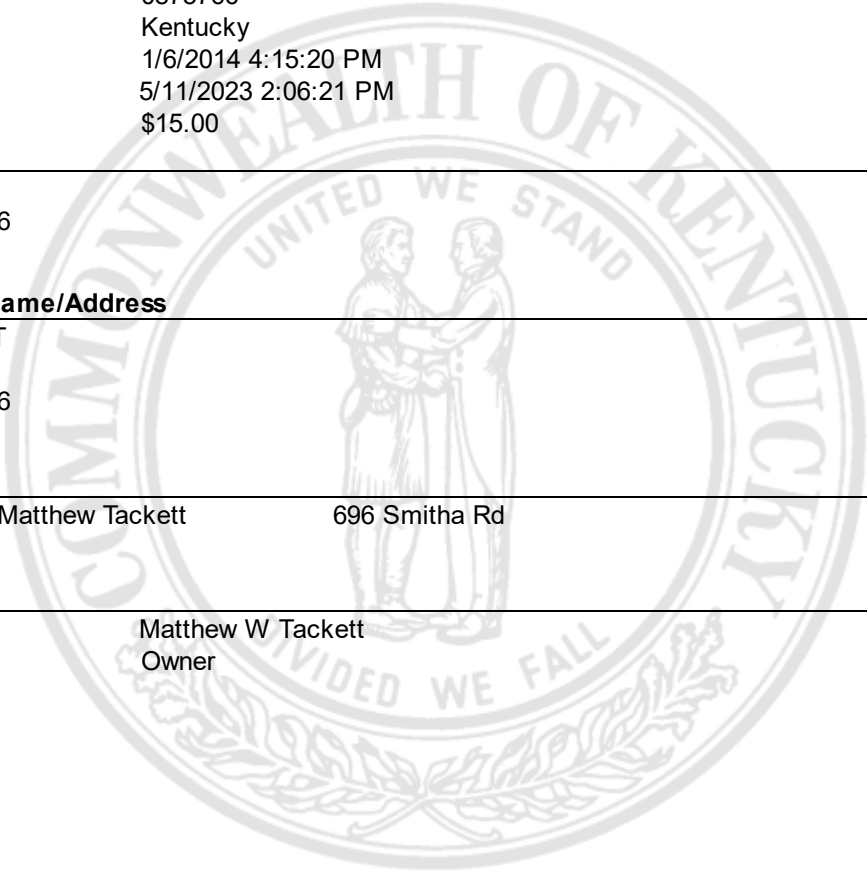 Kentucky
1/6/2014 4:15:20 PM
5/11/2023 2:06:21 PM
$15.00
6
ame/Address
T
6
Matthew Tackett 696 Smitha Rd
Matthew W Tackett
Owner
COMMONWEALTH OF KENTUCKY
UNITED WE STAND
DIVIDED WE FALL